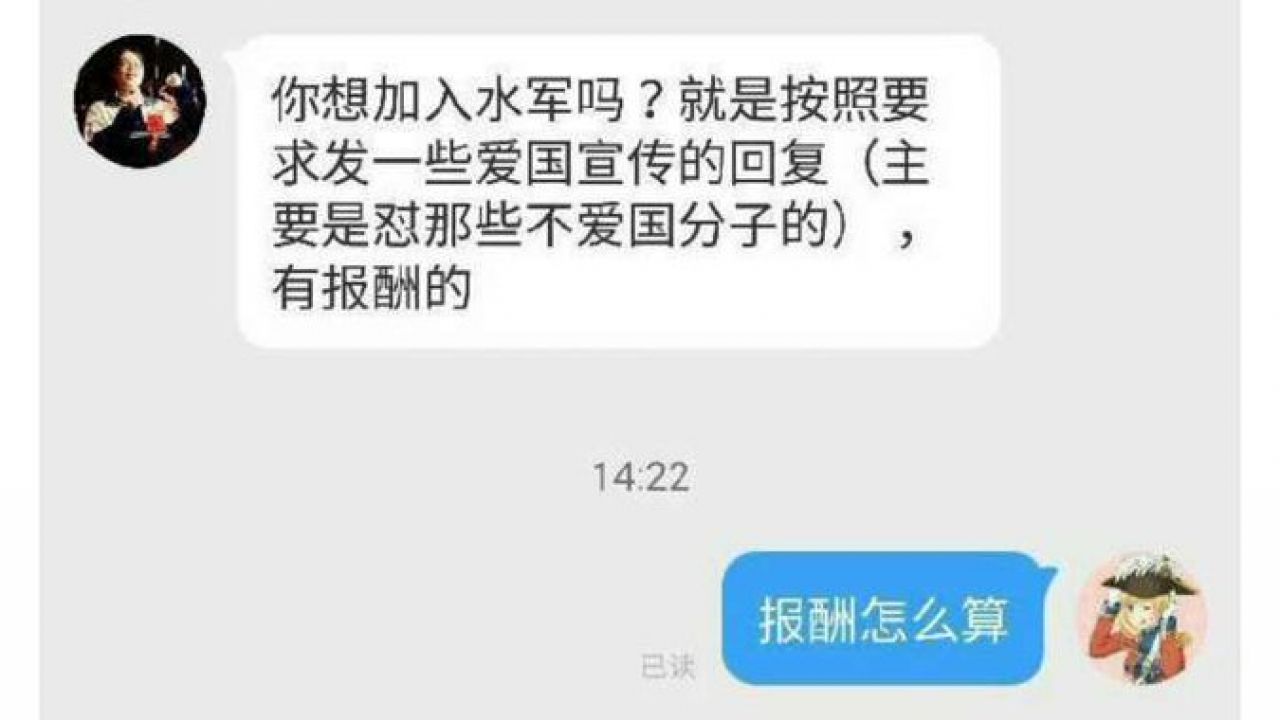 你想加入水军吗？就是按照要
求发一些爱国宣传的回复（主
要是怼那些不爱国分子的），
有报酬的
14:22
报酬怎么算
已读